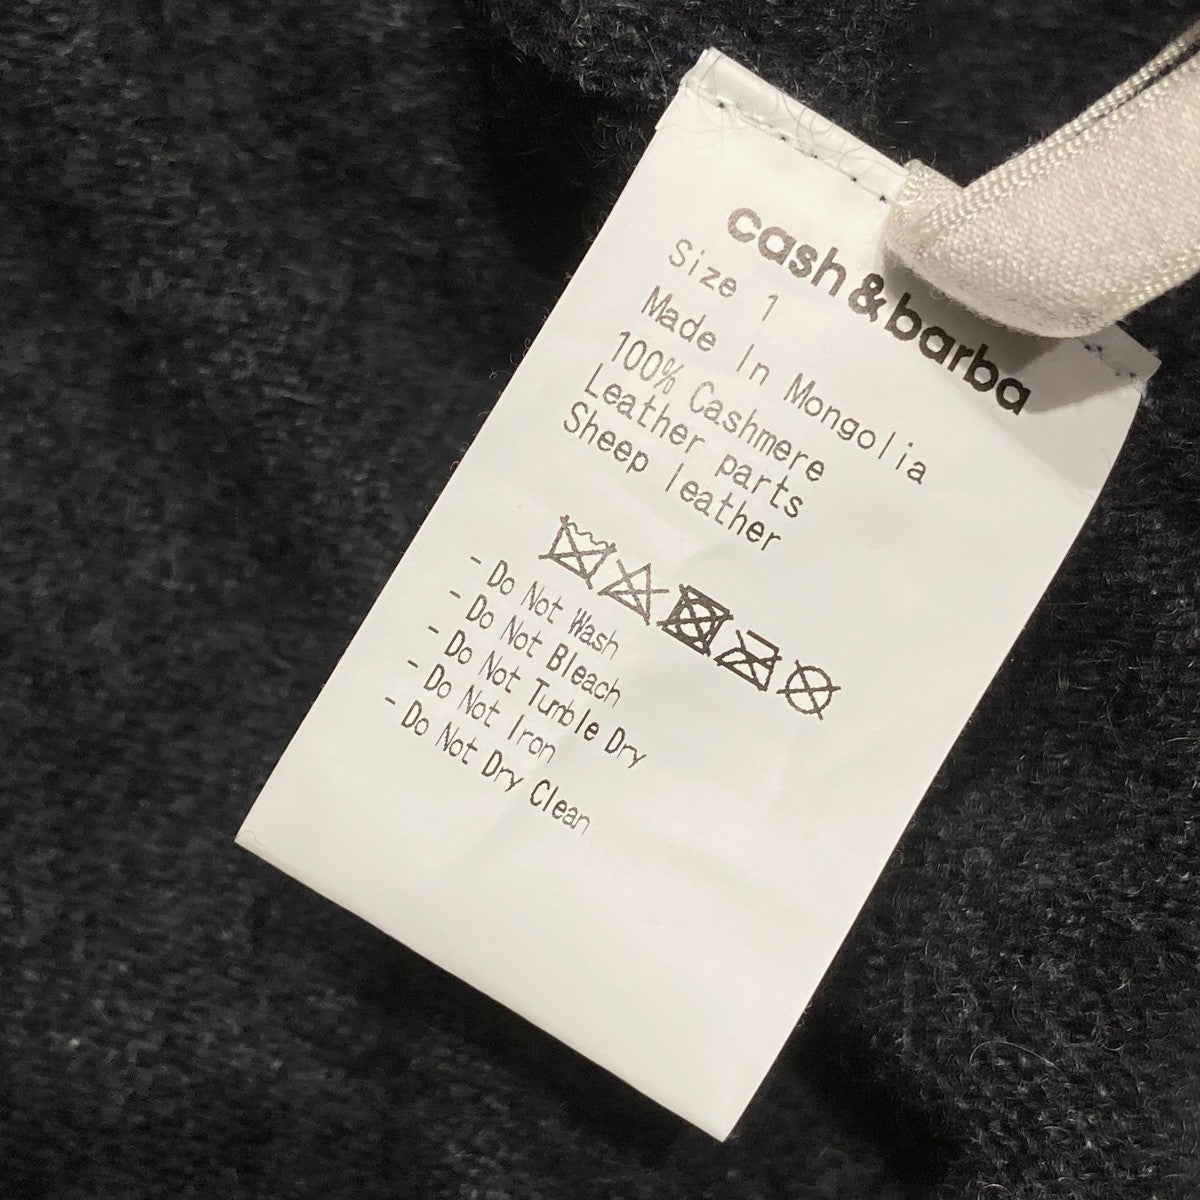 cash & barba
Size 1
Made In Mongolia
100% Cashmere
Leather parts
Sheep leather
- Do Not Wash
- Do Not Bleach
- Do Not Tumble Dry
- Do Not Iron
- Do Not Dry Clean